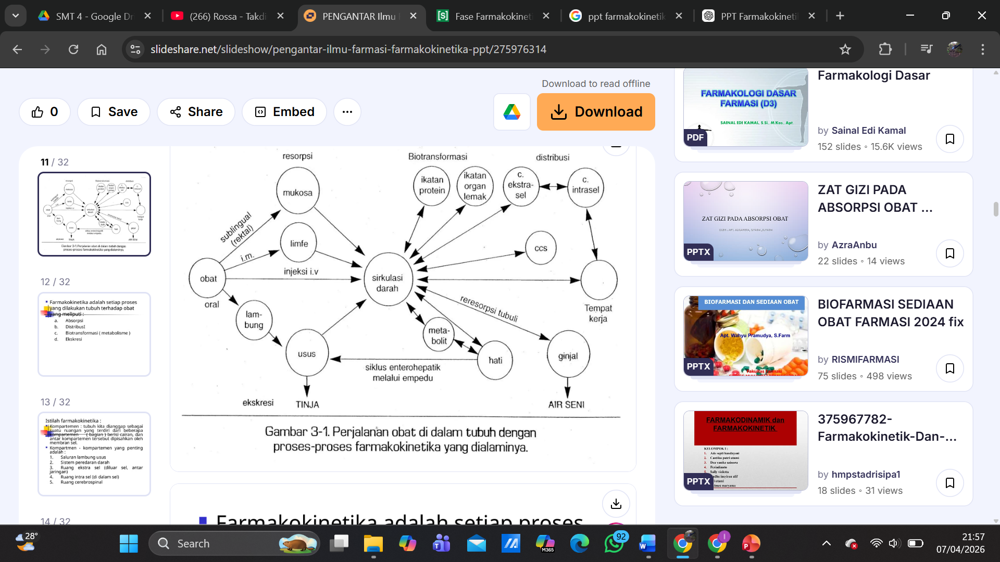 SMT 4 - Google Dr
(266) Rossa - Takdi
PENGANTAR Ilmu
Fase Farmakokineti
ppt farmakokinetik
PPT Farmakokinetik
slideshare.net/slideshow/pengantar-ilmu-farmasi-farmakokinetika-ppt/275976314
Download to read offline
0
Save
Share
Embed
Download
11 / 32
12 / 32
Farmakokinetika adalah setiap proses
yang dilakukan tubuh terhadap obat
yang meliputi :
a. Absorpsi
b. DistribusI
c. Biotransformasi ( metabolisme )
d. Ekskresi
13 / 32
Istilah farmakokinetika :
Kompartemen : tubuh kita dianggap sebagai
suatu ruangan yang terdiri dari beberapa
kompartemen ( bagian ) berisi cairan, dan
antar kompartemen tersebut dipisahkan oleh
membran sel.
Kompartmen - kompartemen yang penting
adalah :
1. Saluran lambung usus
2. Sistem peredaran darah
3. Ruang ekstra sel (diluar sel, antar
jaringan)
4. Ruang intra sel (di dalam sel)
5. Ruang cerebrospinal
14 / 32
resorpsi
Biotransformasi
distribusi
mukosa
ikatan
protein
ikatan
organ
lemak
c.
ekstra-
sel
c.
intrasel
sublingual
(rektal)
limfe
i.m.
ccs
injeksi i.v
obat
sirkulasi
darah
oral
Tempat
kerja
lam-
bung
reresorpsi tubuli
meta-
bolit
usus
hati
ginjal
siklus enterohepatik
melalui empedu
ekskresi
TINJA
AIR SENI
Gambar 3-1. Perjalanan obat di dalam tubuh dengan
proses-proses farmakokinetika yang dialaminya.
Farmakokinetika adalah setiap proses
FARMAKOLOGI DASAR
FARMASI (D3)
SAINAL EDI KAMAL, S.Si., M.Kes., Apt.
PDF
Farmakologi Dasar
by Sainal Edi Kamal
152 slides • 15.6K views
ZAT GIZI PADA ABSORPSI OBAT
PPTX
ZAT GIZI PADA
ABSORPSI OBAT ...
by AzraAnbu
22 slides • 14 views
BIOFARMASI DAN SEDIAAN OBAT
Apt. Wahyu Pramudya, S.Farm
Fakultas Farmasi
PPTX
BIOFARMASI SEDIAAN
OBAT FARMASI 2024 fix
by RISMIFARMASI
75 slides • 498 views
FARMAKODINAMIK dan
FARMAKOKINETIK
KELOMPOK 1 :
PPTX
375967782-
Farmakokinetik-Dan-...
by hmpstadrisipa1
18 slides • 31 views
28°
Search
M365
92
21:57
07/04/2026